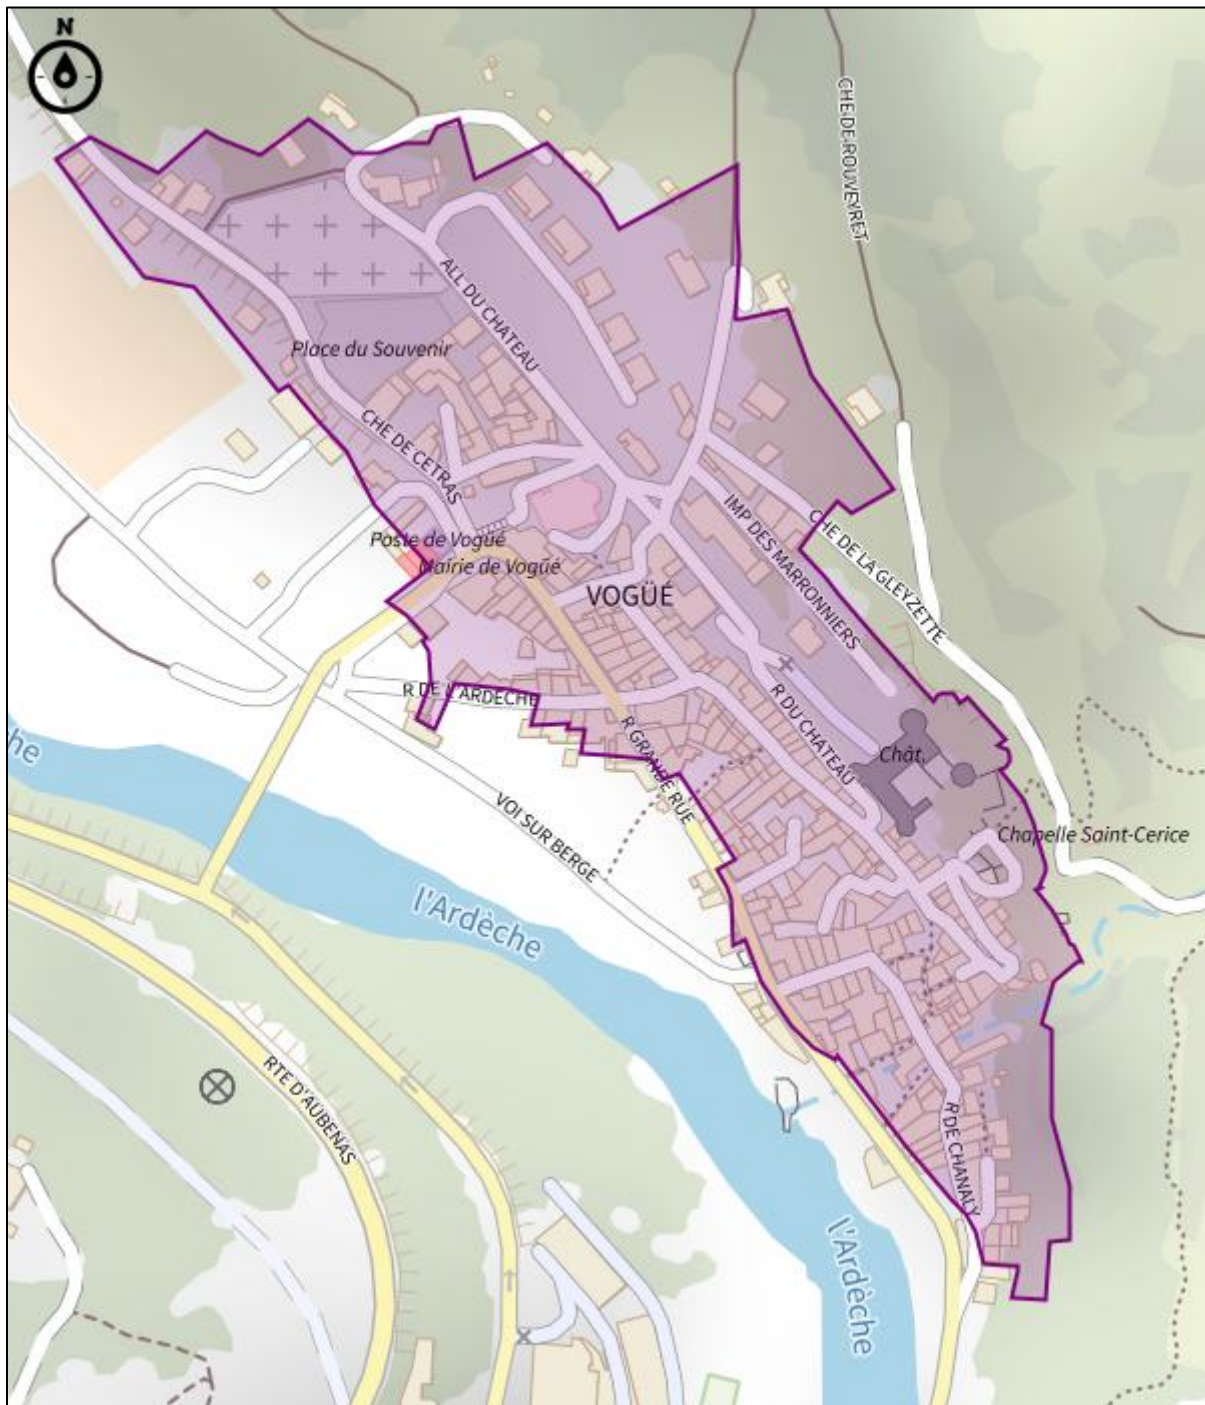 N
CHE DE ROUVEYRET
ALL DU CHATEAU
Place du Souvenir
CHE DE CETRAS
IMP DES MARRONNIERS
CHE DE LA GLEYZETTE
Poste de Vogüé
Mairie de Vogüé
VOGÜÉ
R DE L'ARDECHE
R DU CHATEAU
R GRANDE RUE
Chât.
VOI SUR BERGE
Chapelle Saint-Cerice
l'Ardèche
RTE D'AUBENAS
R DE CHANALY
l'Ardèche